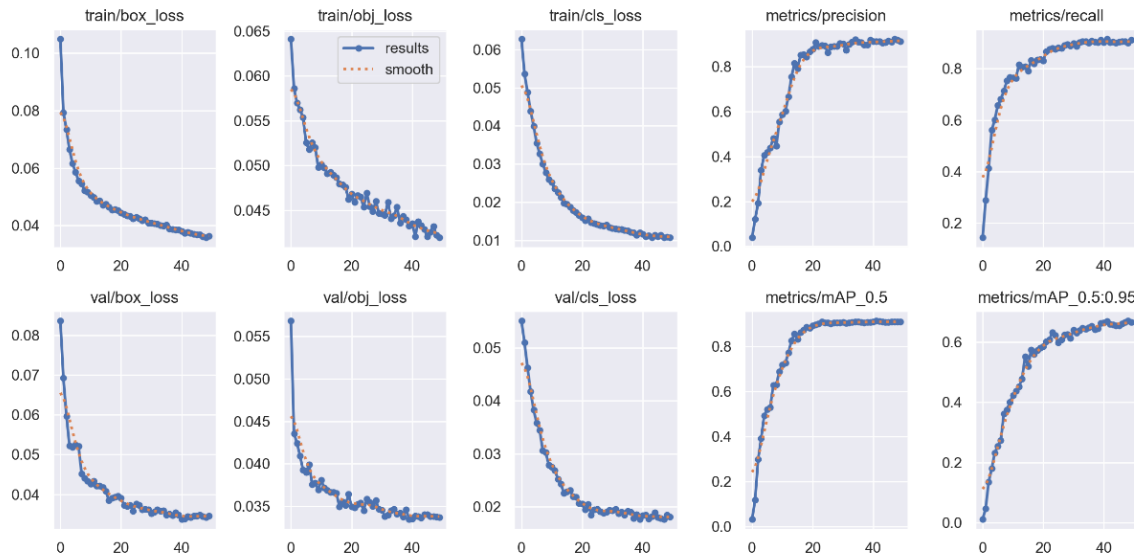 train/box_loss
train/obj_loss
train/cls_loss
metrics/precision
metrics/recall
0.10
0.08
0.06
0.04
0 20 40
0.065
0.060
0.055
0.050
0.045
results
smooth
0 20 40
0.06
0.05
0.04
0.03
0.02
0.01
0 20 40
0.8
0.6
0.4
0.2
0.0
0 20 40
0.8
0.6
0.4
0.2
0 20 40
val/box_loss
val/obj_loss
val/cls_loss
metrics/mAP_0.5
metrics/mAP_0.5:0.95
0.08
0.07
0.06
0.05
0.04
0 20 40
0.055
0.050
0.045
0.040
0.035
0 20 40
0.05
0.04
0.03
0.02
0 20 40
0.8
0.6
0.4
0.2
0.0
0 20 40
0.6
0.4
0.2
0.0
0 20 40